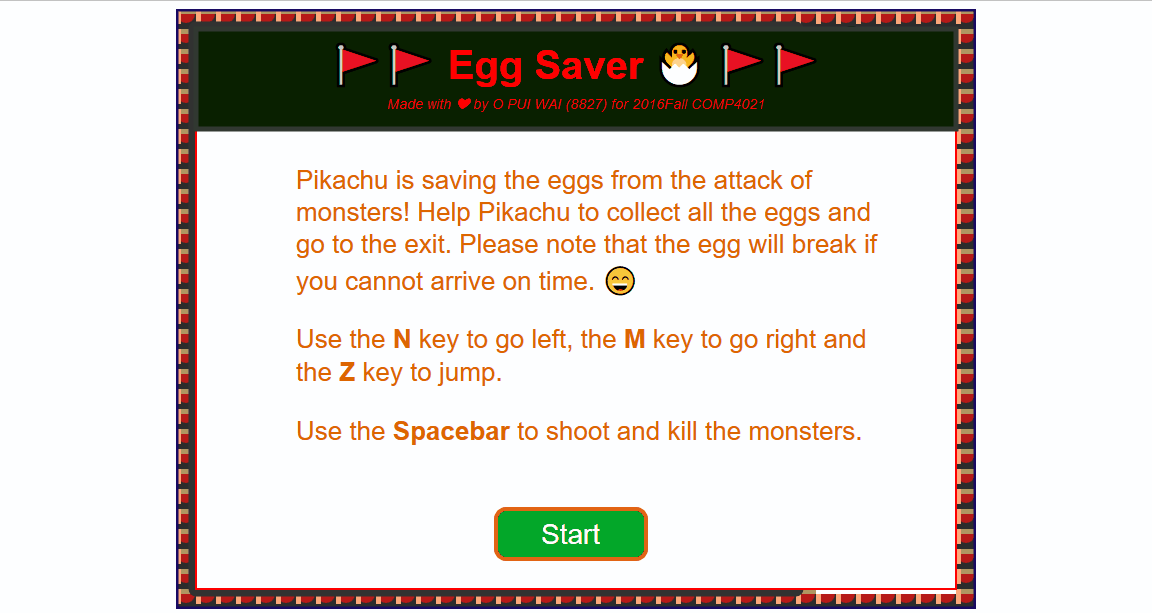 Egg Saver
Made with ❤ by O PUI WAI (8827) for 2016Fall COMP4021
Pikachu is saving the eggs from the attack of
monsters! Help Pikachu to collect all the eggs and
go to the exit. Please note that the egg will break if
you cannot arrive on time. 😄
Use the N key to go left, the M key to go right and
the Z key to jump.
Use the Spacebar to shoot and kill the monsters.
Start